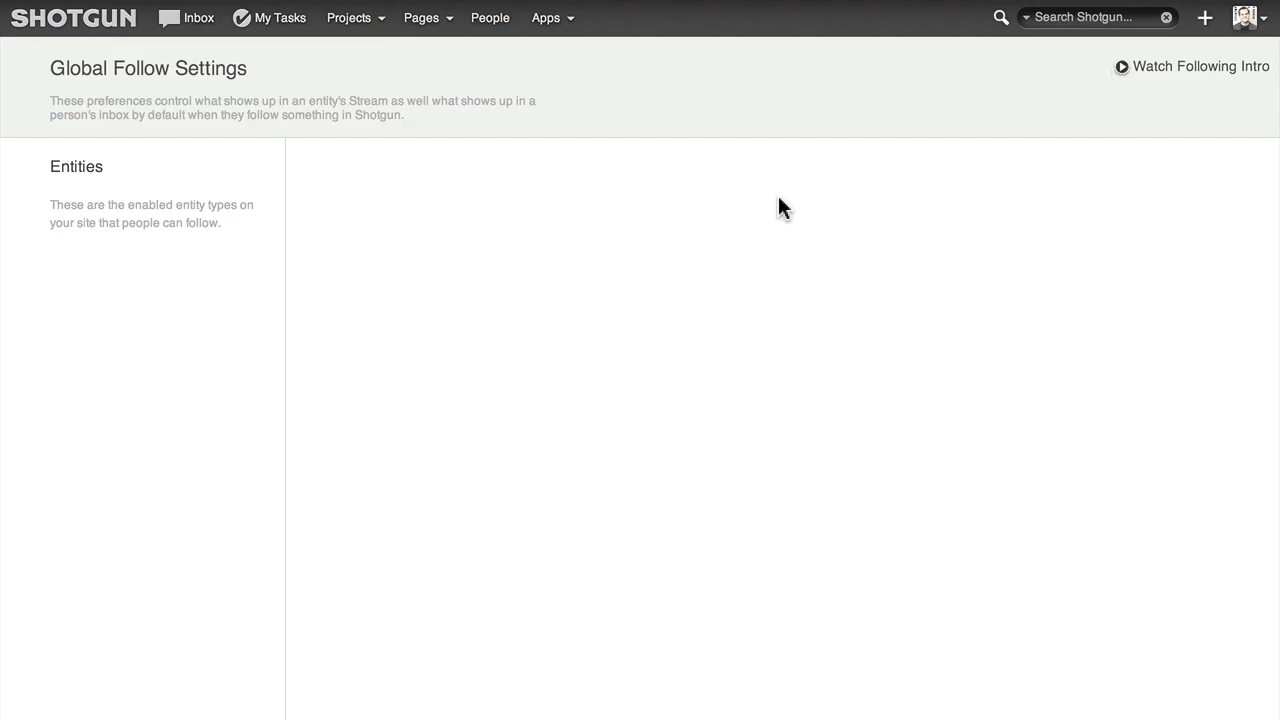 SHOTGUN Inbox My Tasks Projects Pages People Apps Search Shotgun...
Global Follow Settings
Watch Following Intro
These preferences control what shows up in an entity's Stream as well what shows up in a
person's inbox by default when they follow something in Shotgun.
Entities
These are the enabled entity types on
your site that people can follow.